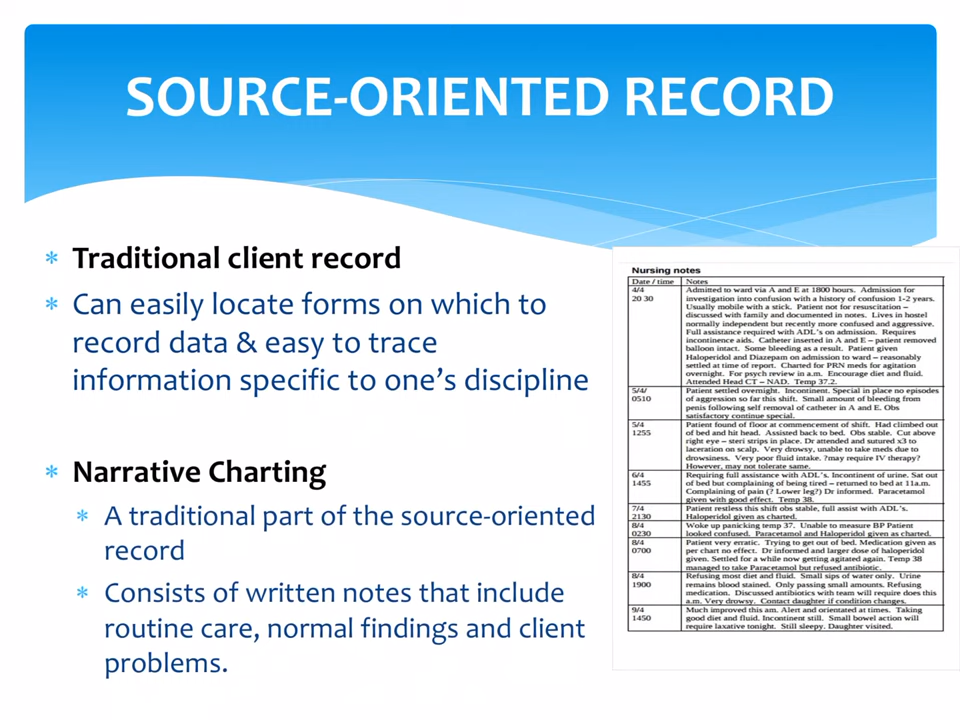 SOURCE-ORIENTED RECORD
Traditional client record
Can easily locate forms on which to
record data & easy to trace
information specific to one's discipline
Narrative Charting
A traditional part of the source-oriented
record
Consists of written notes that include
routine care, normal findings and client
problems.
Nursing notes
Date / time Notes
4/4 Admitted to ward via A and E at 1800 hours. Admission for
20 30 investigation into confusion with a history of confusion 1-2 years.
Usually mobile with a stick. Patient not for resuscitation –
discussed with family and documented in notes. Lives in hostel
normally independent but recently more confused and aggressive.
Full assistance required with ADL's on admission. Requires
incontinence aids. Catheter inserted in A and E – patient removed
balloon intact. Some bleeding as a result. Patient given
Haloperidol and Diazepam on admission to ward – reasonably
settled at time of report. Charted for PRN meds for agitation
overnight. For psych review in a.m. Encourage diet and fluid.
Attended Head CT – NAD. Temp 37.2.
5/4/ Patient settled overnight. Incontinent. Special in place no episodes
0510 of aggression so far this shift. Small amount of bleeding from
penis following self removal of catheter in A and E. Obs
satisfactory continue special.
5/4 Patient found of floor at commencement of shift. Had climbed out
1255 of bed and hit head. Assisted back to bed. Obs stable. Cut above
right eye – steri strips in place. Dr attended and sutured x3 to
laceration on scalp. Very drowsy, unable to take meds due to
drowsiness. Very poor fluid intake. ?may require IV therapy?
However, may not tolerate same.
6/4 Requiring full assistance with ADL's. Incontinent of urine. Sat out
1455 of bed but complaining of being tired – returned to bed at 11a.m.
Complaining of pain (? Lower leg?) Dr informed. Paracetamol
given with good effect. Temp 38.
7/4 Patient restless this shift obs stable, full assist with ADL's.
2130 Haloperidol given as charted.
8/4 Woke up panicking temp 37. Unable to measure BP Patient
0230 looked confused. Paracetamol and Haloperidol given as charted.
8/4 Patient very erratic. Trying to get out of bed. Medication given as
0700 per chart no effect. Dr informed and larger dose of haloperidol
given. Settled for a while now getting agitated again. Temp 38
managed to take Paracetamol but refused antibiotic.
8/4 Refusing most diet and fluid. Small sips of water only. Urine
1900 remains blood stained. Only passing small amounts. Refusing
medication. Discussed antibiotics with team will require does this
a.m. Very drowsy. Contact daughter if condition changes.
9/4 Much improved this am. Alert and orientated at times. Taking
1450 good diet and fluid. Incontinent still. Small bowel action will
require laxative tonight. Still sleepy. Daughter visited.